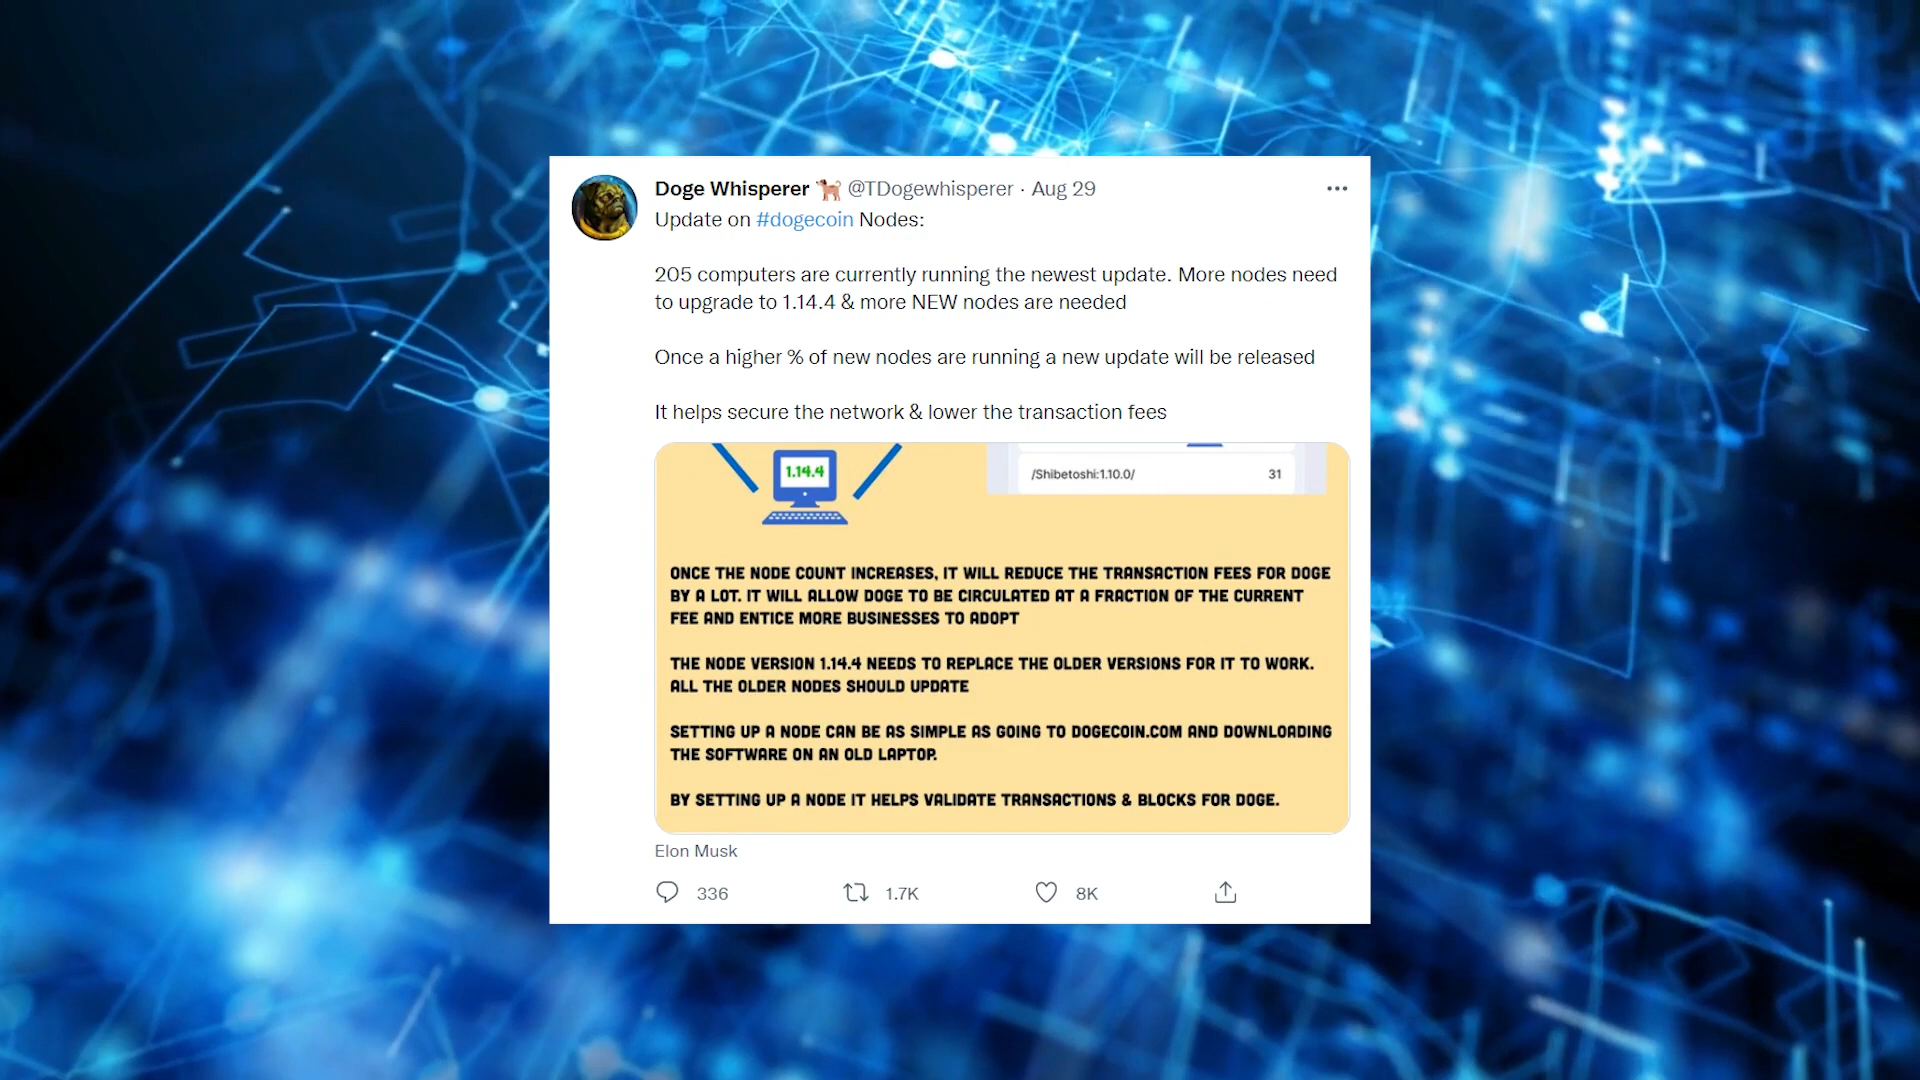 Doge Whisperer 🐕 @TDogewhisperer · Aug 29
Update on #dogecoin Nodes:
205 computers are currently running the newest update. More nodes need
to upgrade to 1.14.4 & more NEW nodes are needed
Once a higher % of new nodes are running a new update will be released
It helps secure the network & lower the transaction fees
1.14.4
/Shibetoshi:1.10.0/ 31
ONCE THE NODE COUNT INCREASES, IT WILL REDUCE THE TRANSACTION FEES FOR DOGE
BY A LOT. IT WILL ALLOW DOGE TO BE CIRCULATED AT A FRACTION OF THE CURRENT
FEE AND ENTICE MORE BUSINESSES TO ADOPT
THE NODE VERSION 1.14.4 NEEDS TO REPLACE THE OLDER VERSIONS FOR IT TO WORK.
ALL THE OLDER NODES SHOULD UPDATE
SETTING UP A NODE CAN BE AS SIMPLE AS GOING TO DOGECOIN.COM AND DOWNLOADING
THE SOFTWARE ON AN OLD LAPTOP.
BY SETTING UP A NODE IT HELPS VALIDATE TRANSACTIONS & BLOCKS FOR DOGE.
Elon Musk
336 1.7K 8K